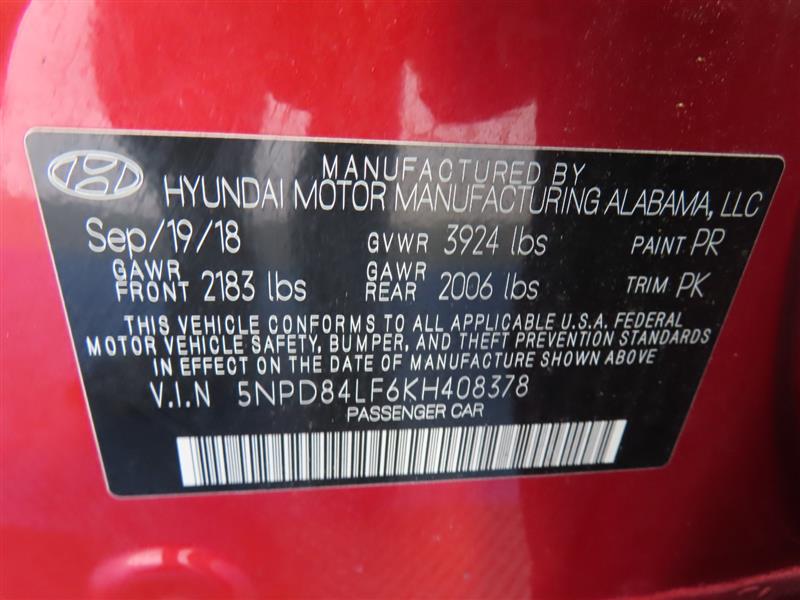 MANUFACTURED BY
HYUNDAI MOTOR MANUFACTURING ALABAMA, LLC
Sep/19/18 GVWR 3924 lbs PAINT PR
GAWR FRONT 2183 lbs GAWR REAR 2006 lbs TRIM PK
THIS VEHICLE CONFORMS TO ALL APPLICABLE U.S.A. FEDERAL
MOTOR VEHICLE SAFETY, BUMPER, AND THEFT PREVENTION STANDARDS
IN EFFECT ON THE DATE OF MANUFACTURE SHOWN ABOVE
V.I.N 5NPD84LF6KH408378
PASSENGER CAR